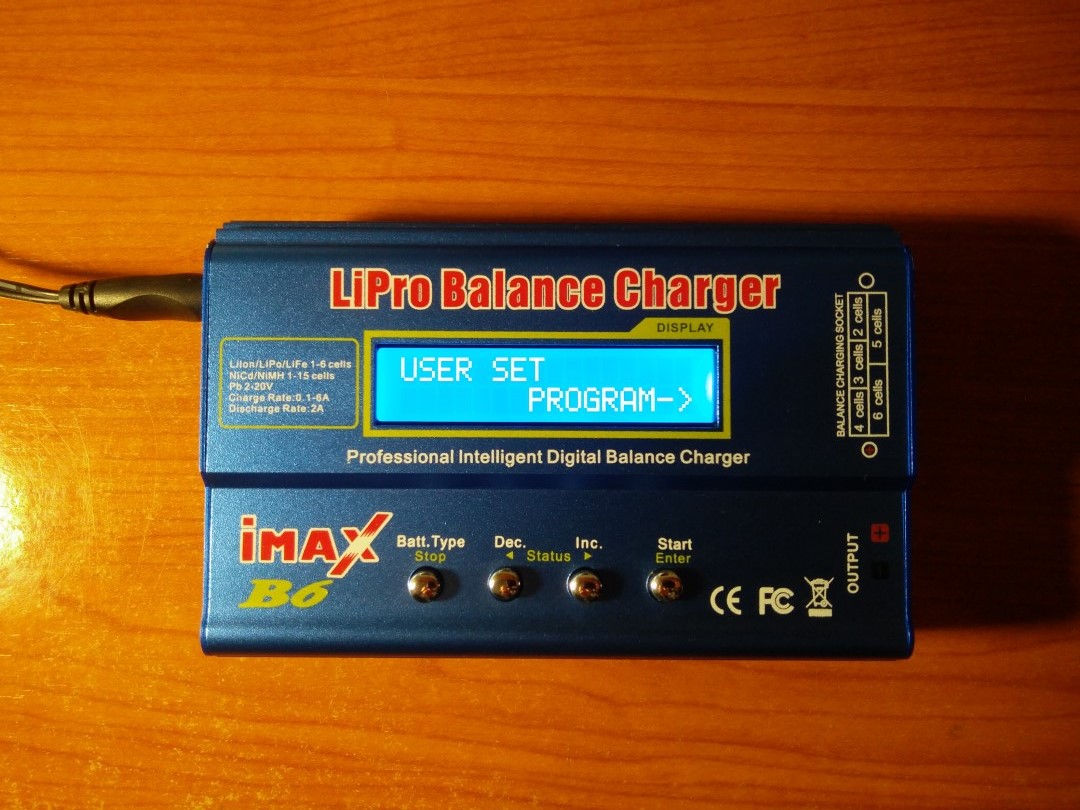 LiPro Balance Charger
DISPLAY
USER SET
PROGRAM->
LiIon/LiPo/LiFe 1-6 cells
NiCd/NiMH 1-15 cells
Pb 2-20V
Charge Rate:0.1-6A
Discharge Rate:2A
BALANCE CHARGING SOCKET
2 cells
3 cells
4 cells
5 cells
6 cells
Professional Intelligent Digital Balance Charger
iMAX
B6
Batt.Type
Stop
Dec.
Inc.
◄ Status ►
Start
Enter
CE FC
OUTPUT
+
-